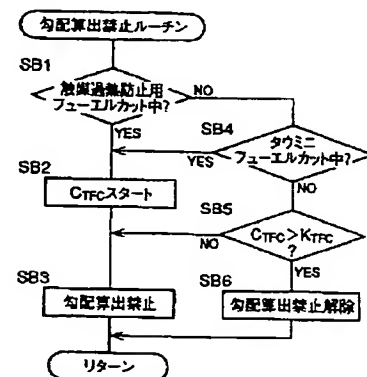 勾配算出禁止ルーチン
SB1
触媒過熱防止用
フューエルカット中?
NO
YES
SB4
タウミニ
フューエルカット中?
YES
NO
SB2
CTFCスタート
SB5
CTFC>KTFC
?
NO
YES
SB3
勾配算出禁止
SB6
勾配算出禁止解除
リターン